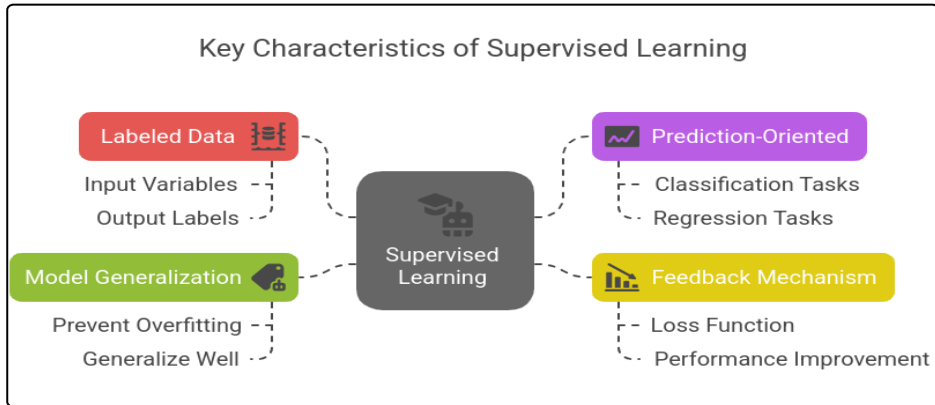 Key Characteristics of Supervised Learning
Labeled Data
Input Variables
Output Labels
Model Generalization
Prevent Overfitting
Generalize Well
Supervised
Learning
Prediction-Oriented
Classification Tasks
Regression Tasks
Feedback Mechanism
Loss Function
Performance Improvement